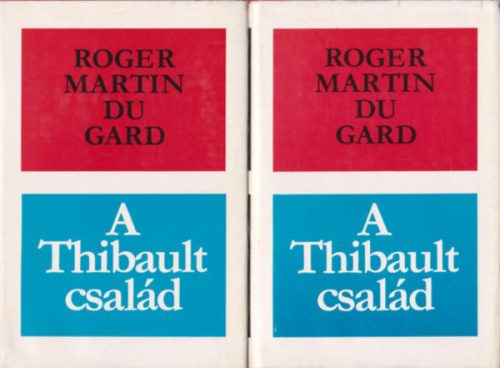 ROGER
MARTIN
DU
GARD
A
Thibault
család
ROGER
MARTIN
DU
GARD
A
Thibault
család